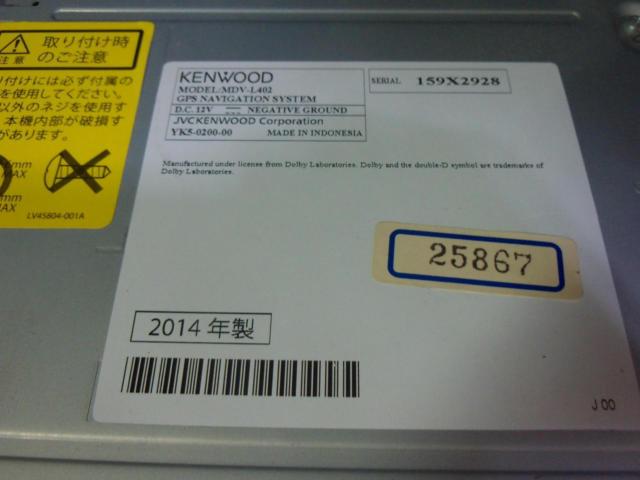 注意
取り付け時
のご注意
付けには必ず付属の
を使用してください。
以外のネジを使用す
本機内部が破損す
がありま­す。
mm
MAX
mm
MAX
LV45804-001A
KENWOOD
MODEL/MDV-L402
GPS NAVIGATION SYSTEM
D.C. 12V NEGATIVE GROUND
JVCKENWOOD Corporation
YK5-0200-00 MADE IN INDONESIA
SERIAL 159X2928
Manufactured under license from Dolby Laboratories. Dolby and the double-D symbol are trademarks of
Dolby Laboratories.
25867
2014 年製
J 00